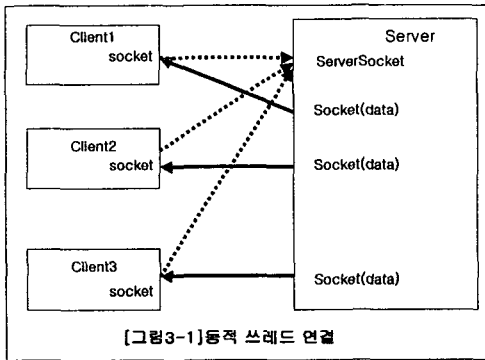 Client1
socket
Client2
socket
Client3
socket
Server
ServerSocket
Socket(data)
Socket(data)
Socket(data)
[그림3-1]동적 쓰레드 연결